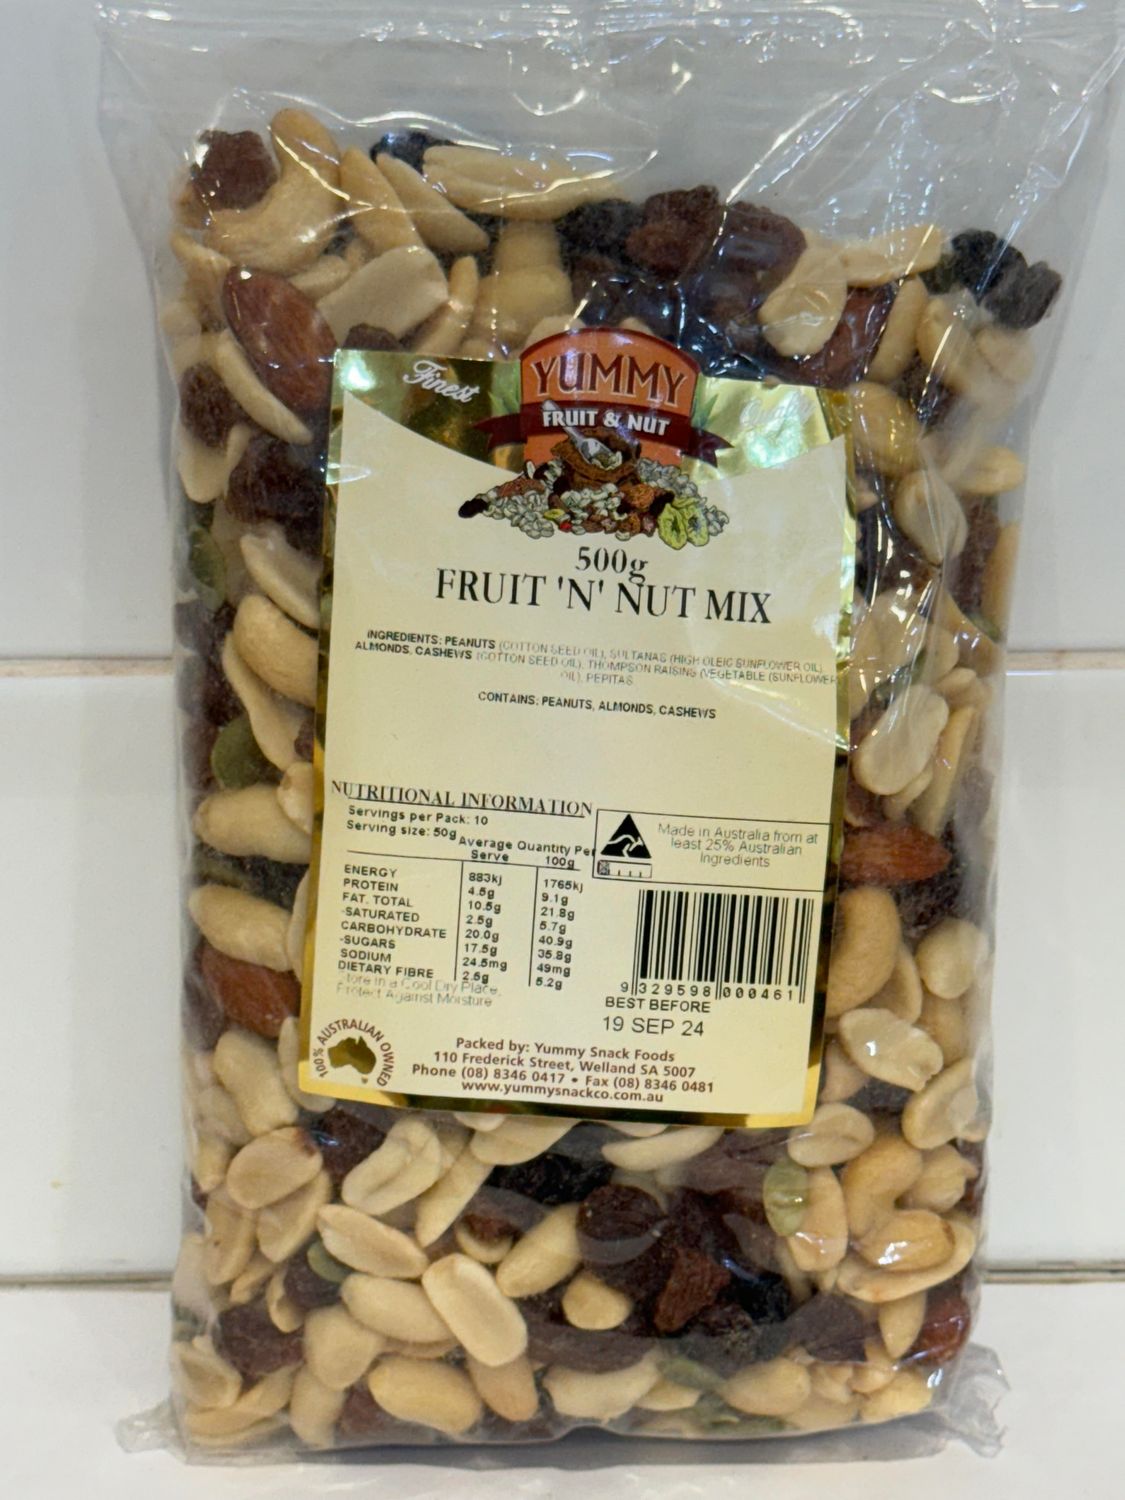 Finest
Quality
YUMMY
FRUIT & NUT
500g
FRUIT 'N' NUT MIX
INGREDIENTS: PEANUTS (COTTON SEED OIL), SULTANAS (HIGH OLEIC SUNFLOWER OIL),
ALMONDS, CASHEWS (COTTON SEED OIL), THOMPSON RAISINS (VEGETABLE (SUNFLOWER
OIL), PEPITAS
CONTAINS: PEANUTS, ALMONDS, CASHEWS
NUTRITIONAL INFORMATION
Servings per Pack: 10
Serving size: 50g
Average Quantity Per
Serve 100g
ENERGY 883kj 1765kj
PROTEIN 4.5g 9.1g
FAT. TOTAL 10.5g 21.8g
-SATURATED 2.5g 5.7g
CARBOHYDRATE 20.0g 40.9g
-SUGARS 17.5g 35.8g
SODIUM 24.5mg 49mg
DIETARY FIBRE 2.5g 5.2g
Store in a Cool Dry Place,
Protect Against Moisture
Made in Australia from at
least 25% Australian
Ingredients
9 329598 000461
BEST BEFORE
19 SEP 24
100% AUSTRALIAN OWNED
Packed by: Yummy Snack Foods
110 Frederick Street, Welland SA 5007
Phone (08) 8346 0417 • Fax (08) 8346 0481
www.yummysnackco.com.au